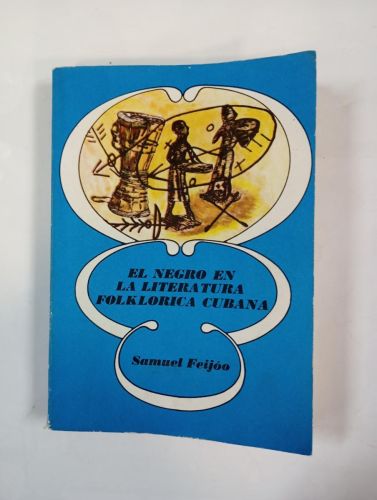 EL NEGRO EN
LA LITERATURA
FOLKLORICA CUBANA
Samuel Feijóo